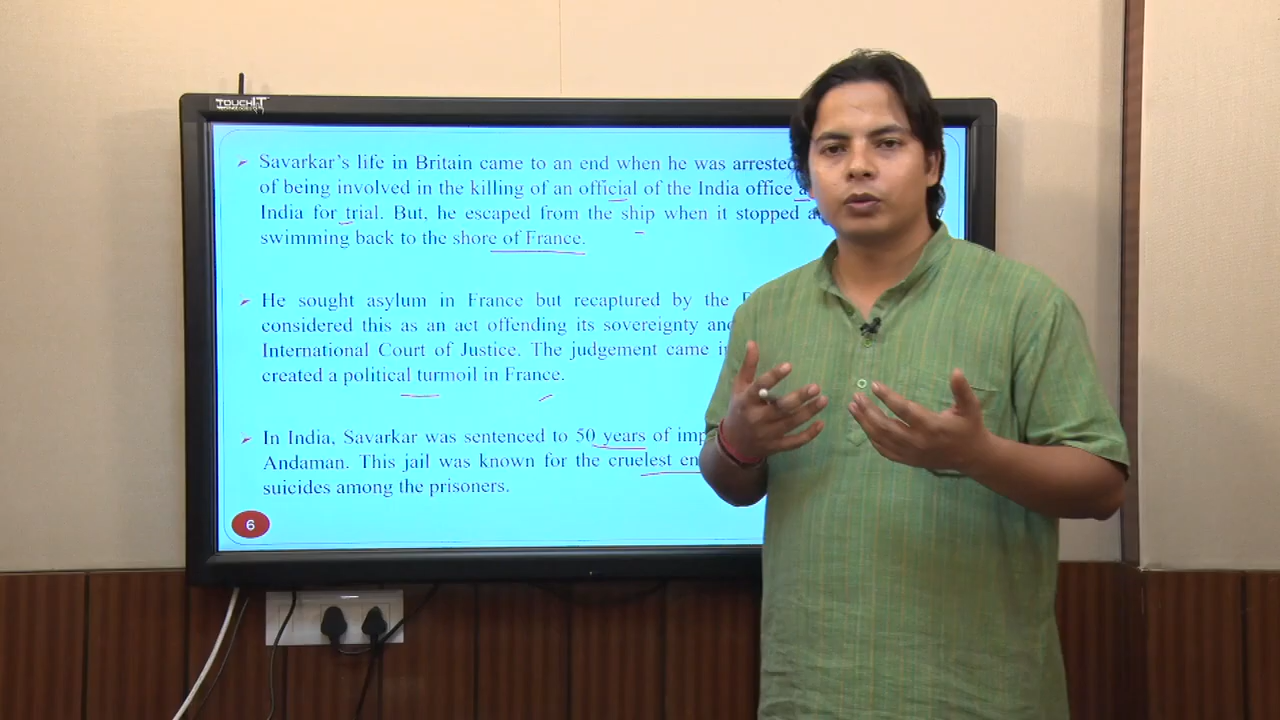 TOUCHIT
TECHNOLOGIES
Savarkar's life in Britain came to an end when he was arrested
of being involved in the killing of an official of the India office
India for trial. But, he escaped from the ship when it stopped
swimming back to the shore of France.
He sought asylum in France but recaptured by the
considered this as an act offending its sovereignty and
International Court of Justice. The judgement came
created a political turmoil in France.
In India, Savarkar was sentenced to 50 years of
Andaman. This jail was known for the cruelest
suicides among the prisoners.
6